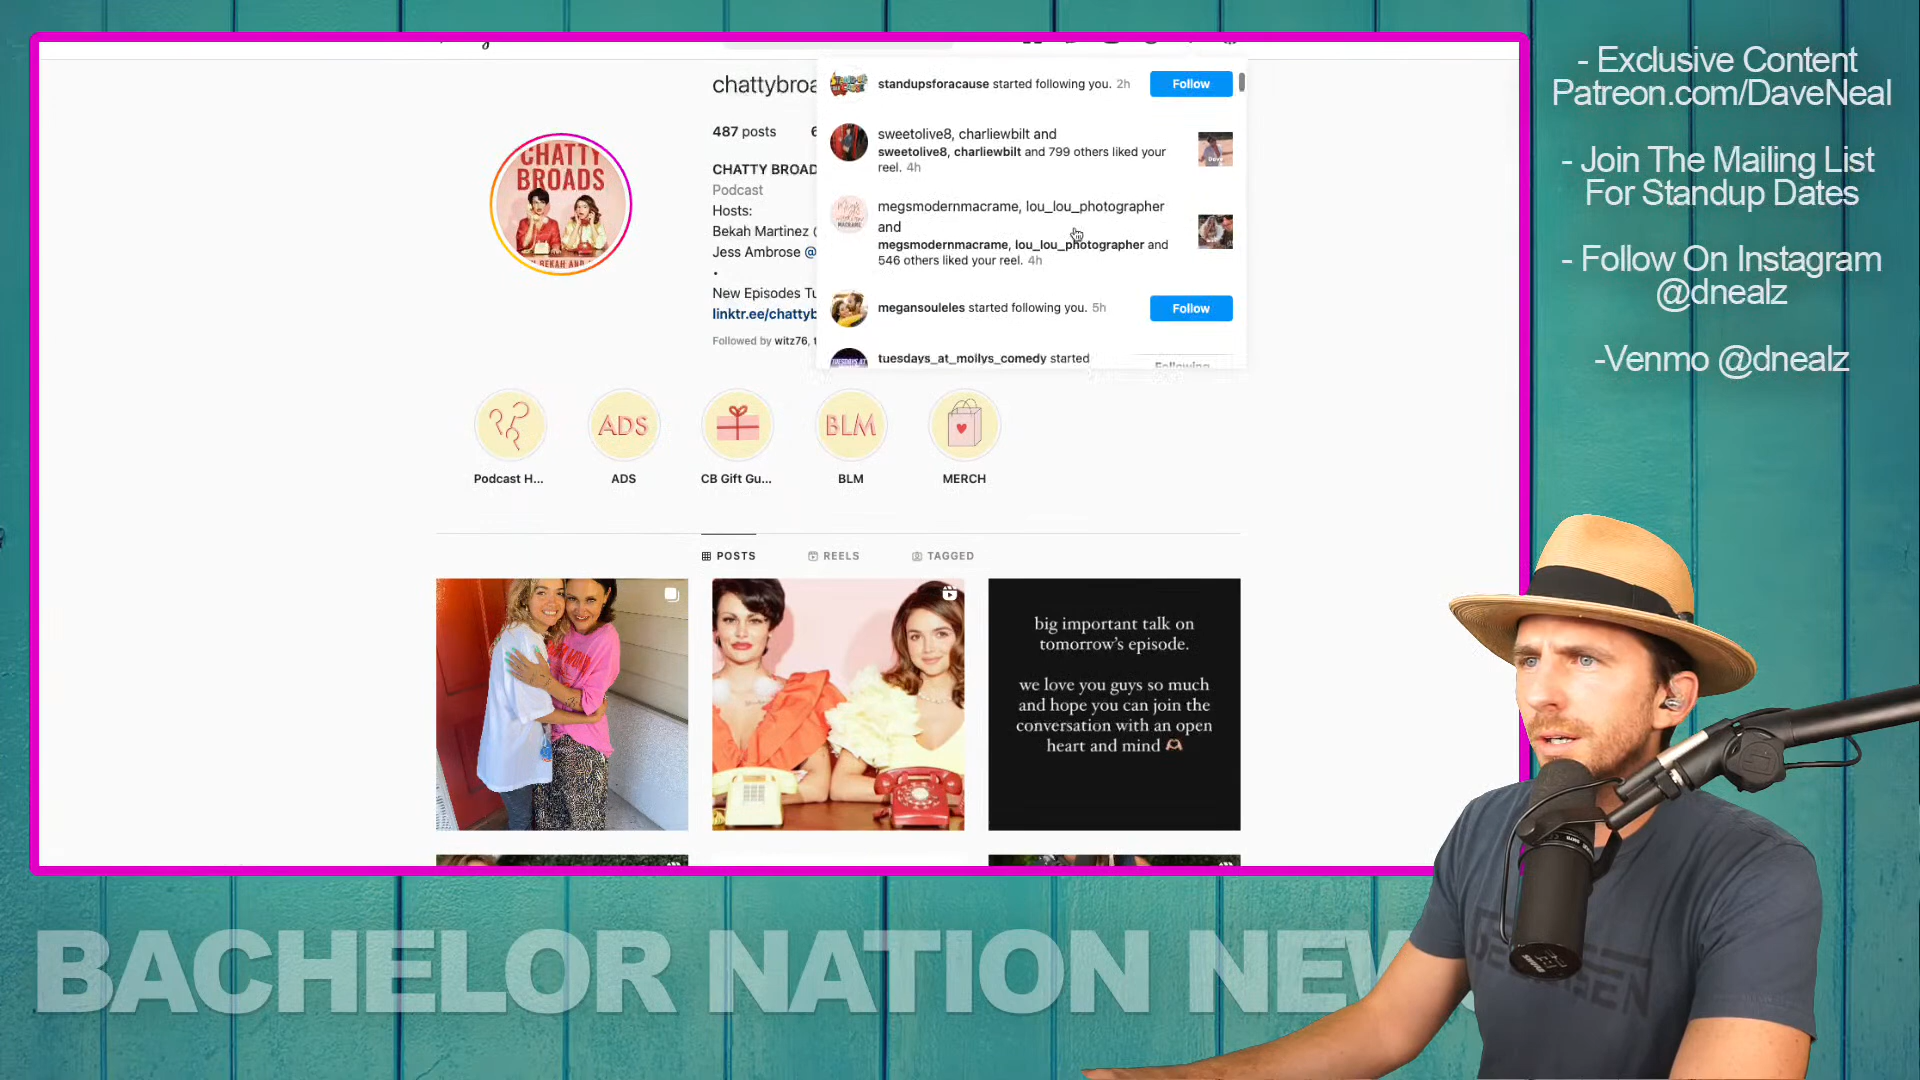 chattybroa
487 posts 6
CHATTY BROAD
Podcast
Hosts:
Bekah Martinez @
Jess Ambrose @
•
New Episodes Tu
linktr.ee/chattyb
Followed by witz76, t
CHATTY
BROADS
BEKAH AND
standupsforacause started following you. 2h
Follow
sweetolive8, charliewbilt and
sweetolive8, charliewbilt and 799 others liked your
reel. 4h
megsmodernmacrame, lou_lou_photographer
and
megsmodernmacrame, lou_lou_photographer and
546 others liked your reel. 4h
megansouleles started following you. 5h
Follow
tuesdays_at_mollys_comedy started
Following
ADS
BLM
Podcast H...
ADS
CB Gift Gu...
BLM
MERCH
POSTS
REELS
TAGGED
big important talk on
tomorrow's episode.
we love you guys so much
and hope you can join the
conversation with an open
heart and mind 🫶🏼
- Exclusive Content
Patreon.com/DaveNeal
- Join The Mailing List
For Standup Dates
- Follow On Instagram
@dnealz
-Venmo @dnealz
BACHELOR NATION NEW